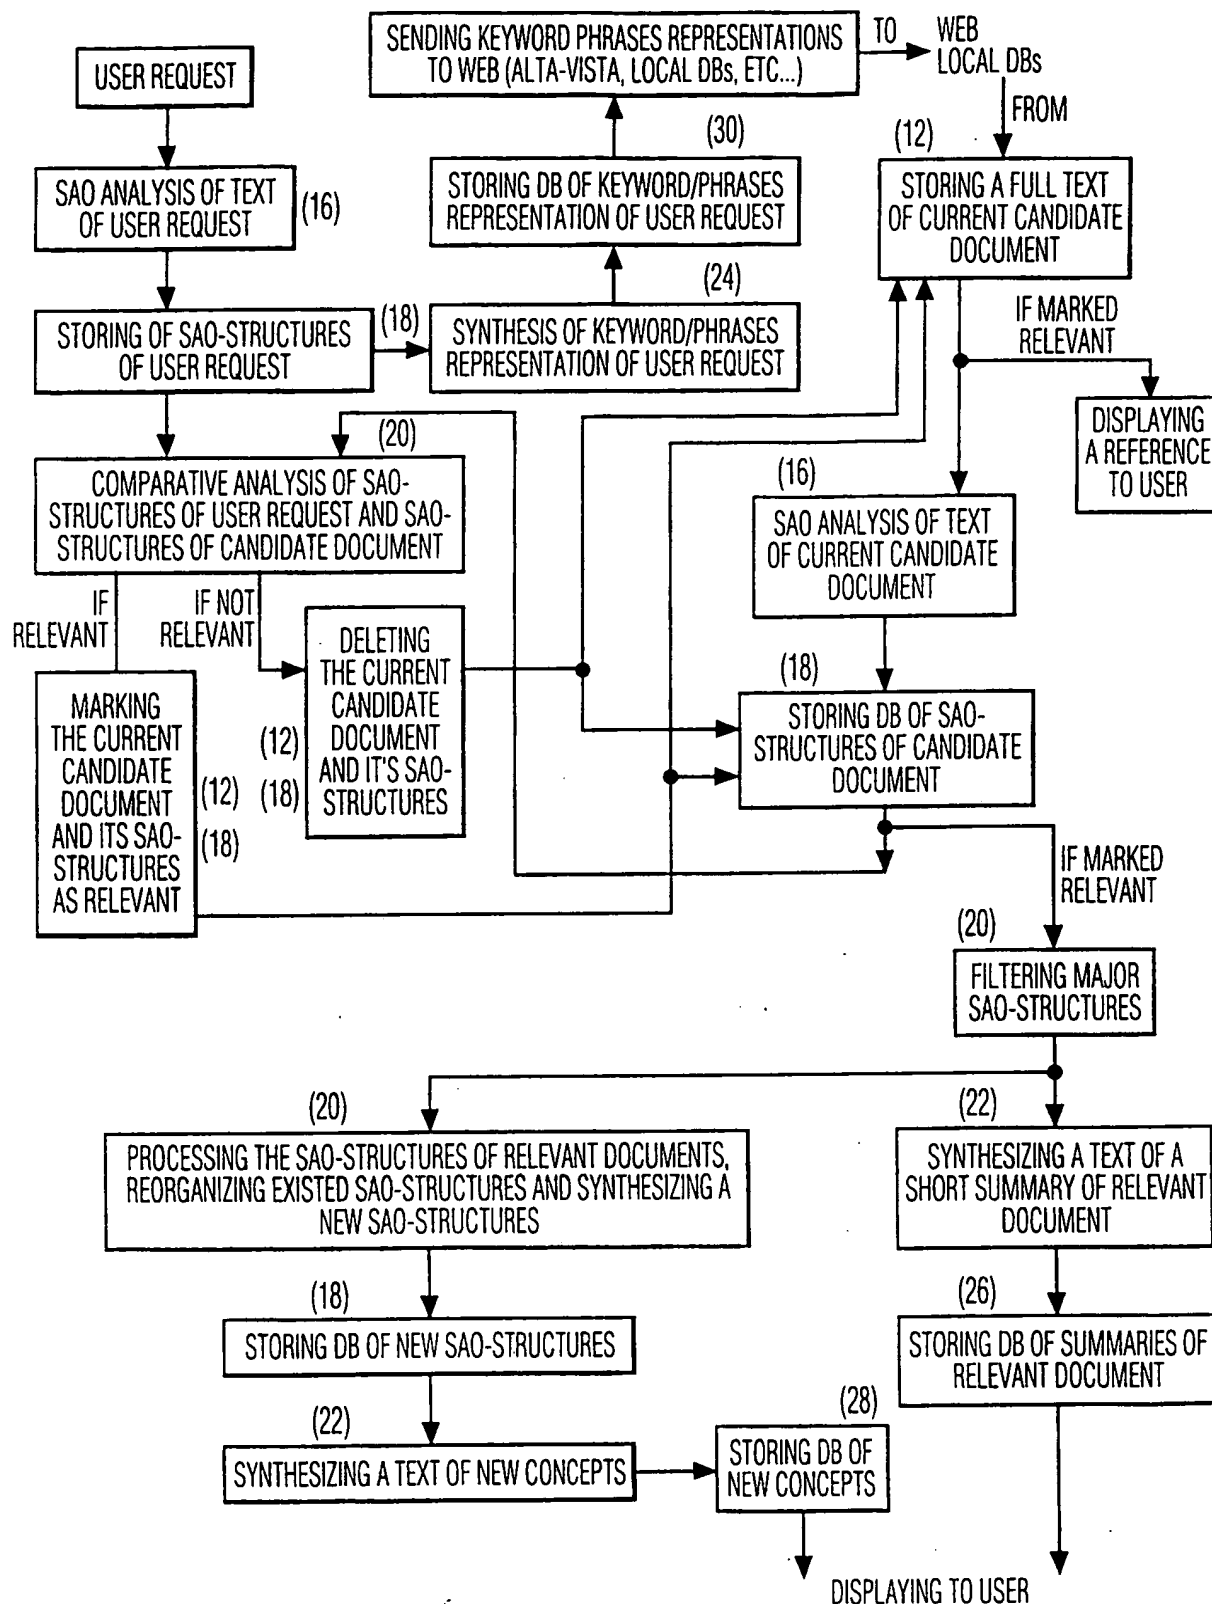 SENDING KEYWORD PHRASES REPRESENTATIONS
TO WEB (ALTA-VISTA, LOCAL DBs, ETC...)
TO
WEB
LOCAL DBs
FROM
USER REQUEST
SAO ANALYSIS OF TEXT
OF USER REQUEST
(16)
(30)
STORING DB OF KEYWORD/PHRASES
REPRESENTATION OF USER REQUEST
(12)
STORING A FULL TEXT
OF CURRENT CANDIDATE
DOCUMENT
(24)
STORING OF SAO-STRUCTURES
OF USER REQUEST
(18)
SYNTHESIS OF KEYWORD/PHRASES
REPRESENTATION OF USER REQUEST
IF MARKED
RELEVANT
DISPLAYING
A REFERENCE
TO USER
(20)
COMPARATIVE ANALYSIS OF SAO-
STRUCTURES OF USER REQUEST AND SAO-
STRUCTURES OF CANDIDATE DOCUMENT
(16)
SAO ANALYSIS OF TEXT
OF CURRENT CANDIDATE
DOCUMENT
IF
RELEVANT
IF NOT
RELEVANT
DELETING
THE CURRENT
CANDIDATE
DOCUMENT
AND IT'S SAO-
STRUCTURES
(12)
(18)
MARKING
THE CURRENT
CANDIDATE
DOCUMENT
AND ITS SAO-
STRUCTURES
AS RELEVANT
(12)
(18)
(18)
STORING DB OF SAO-
STRUCTURES OF CANDIDATE
DOCUMENT
IF MARKED
RELEVANT
(20)
FILTERING MAJOR
SAO-STRUCTURES
(20)
PROCESSING THE SAO-STRUCTURES OF RELEVANT DOCUMENTS,
REORGANIZING EXISTED SAO-STRUCTURES AND SYNTHESIZING A
NEW SAO-STRUCTURES
(22)
SYNTHESIZING A TEXT OF A
SHORT SUMMARY OF RELEVANT
DOCUMENT
(18)
STORING DB OF NEW SAO-STRUCTURES
(26)
STORING DB OF SUMMARIES OF
RELEVANT DOCUMENT
(22)
SYNTHESIZING A TEXT OF NEW CONCEPTS
(28)
STORING DB OF
NEW CONCEPTS
DISPLAYING TO USER